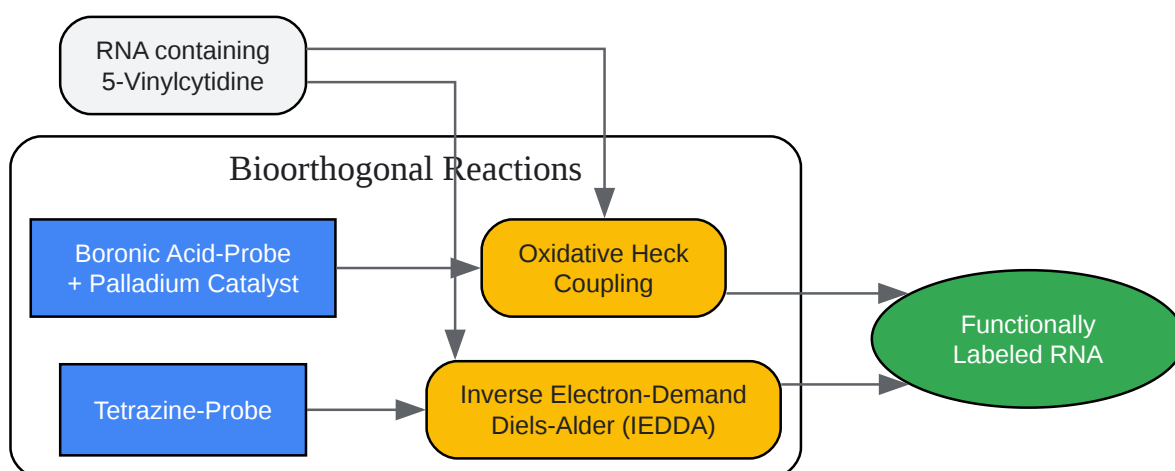 RNA containing
5-Vinylcytidine
Bioorthogonal Reactions
Boronic Acid-Probe
+ Palladium Catalyst
Oxidative Heck
Coupling
Functionally
Labeled RNA
Tetrazine-Probe
Inverse Electron-Demand
Diels-Alder (IEDDA)